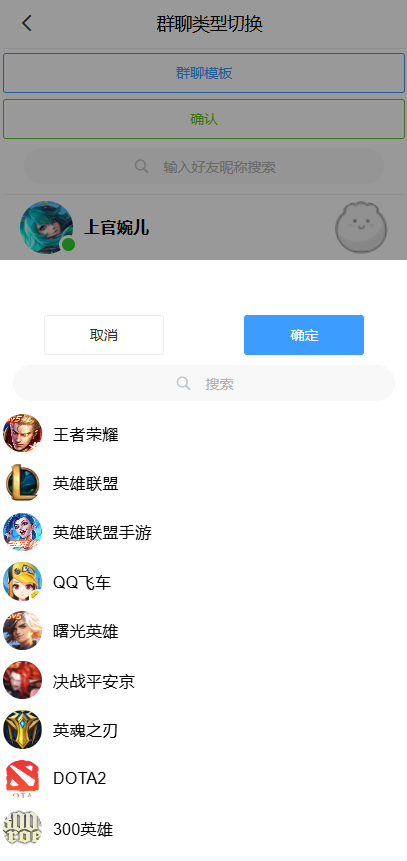 群聊类型切换
群聊模板
确认
输入好友昵称搜索
上官婉儿
取消
确定
搜索
王者荣耀
英雄联盟
英雄联盟手游
QQ飞车
曙光英雄
决战平安京
英魂之刃
DOTA2
300英雄